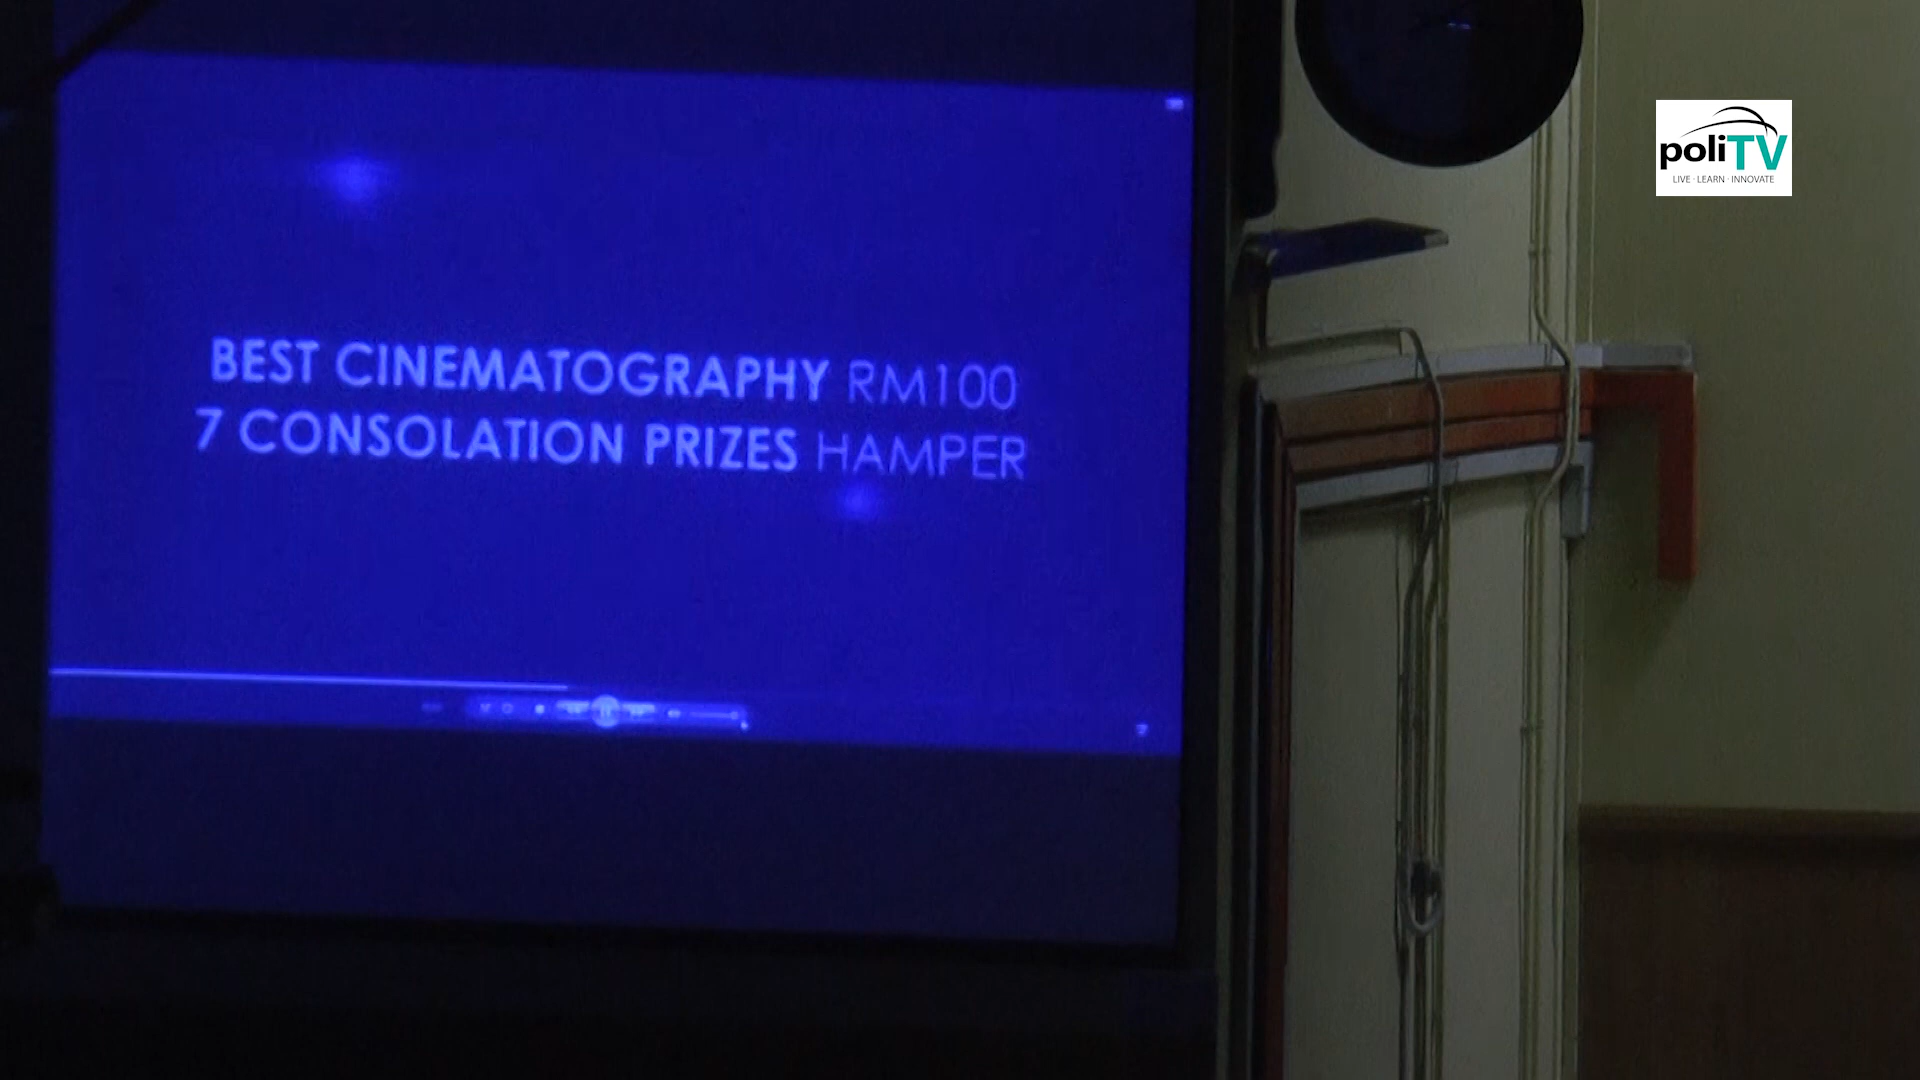 BEST CINEMATOGRAPHY RM100
7 CONSOLATION PRIZES HAMPER
poliTV
LIVE · LEARN · INNOVATE